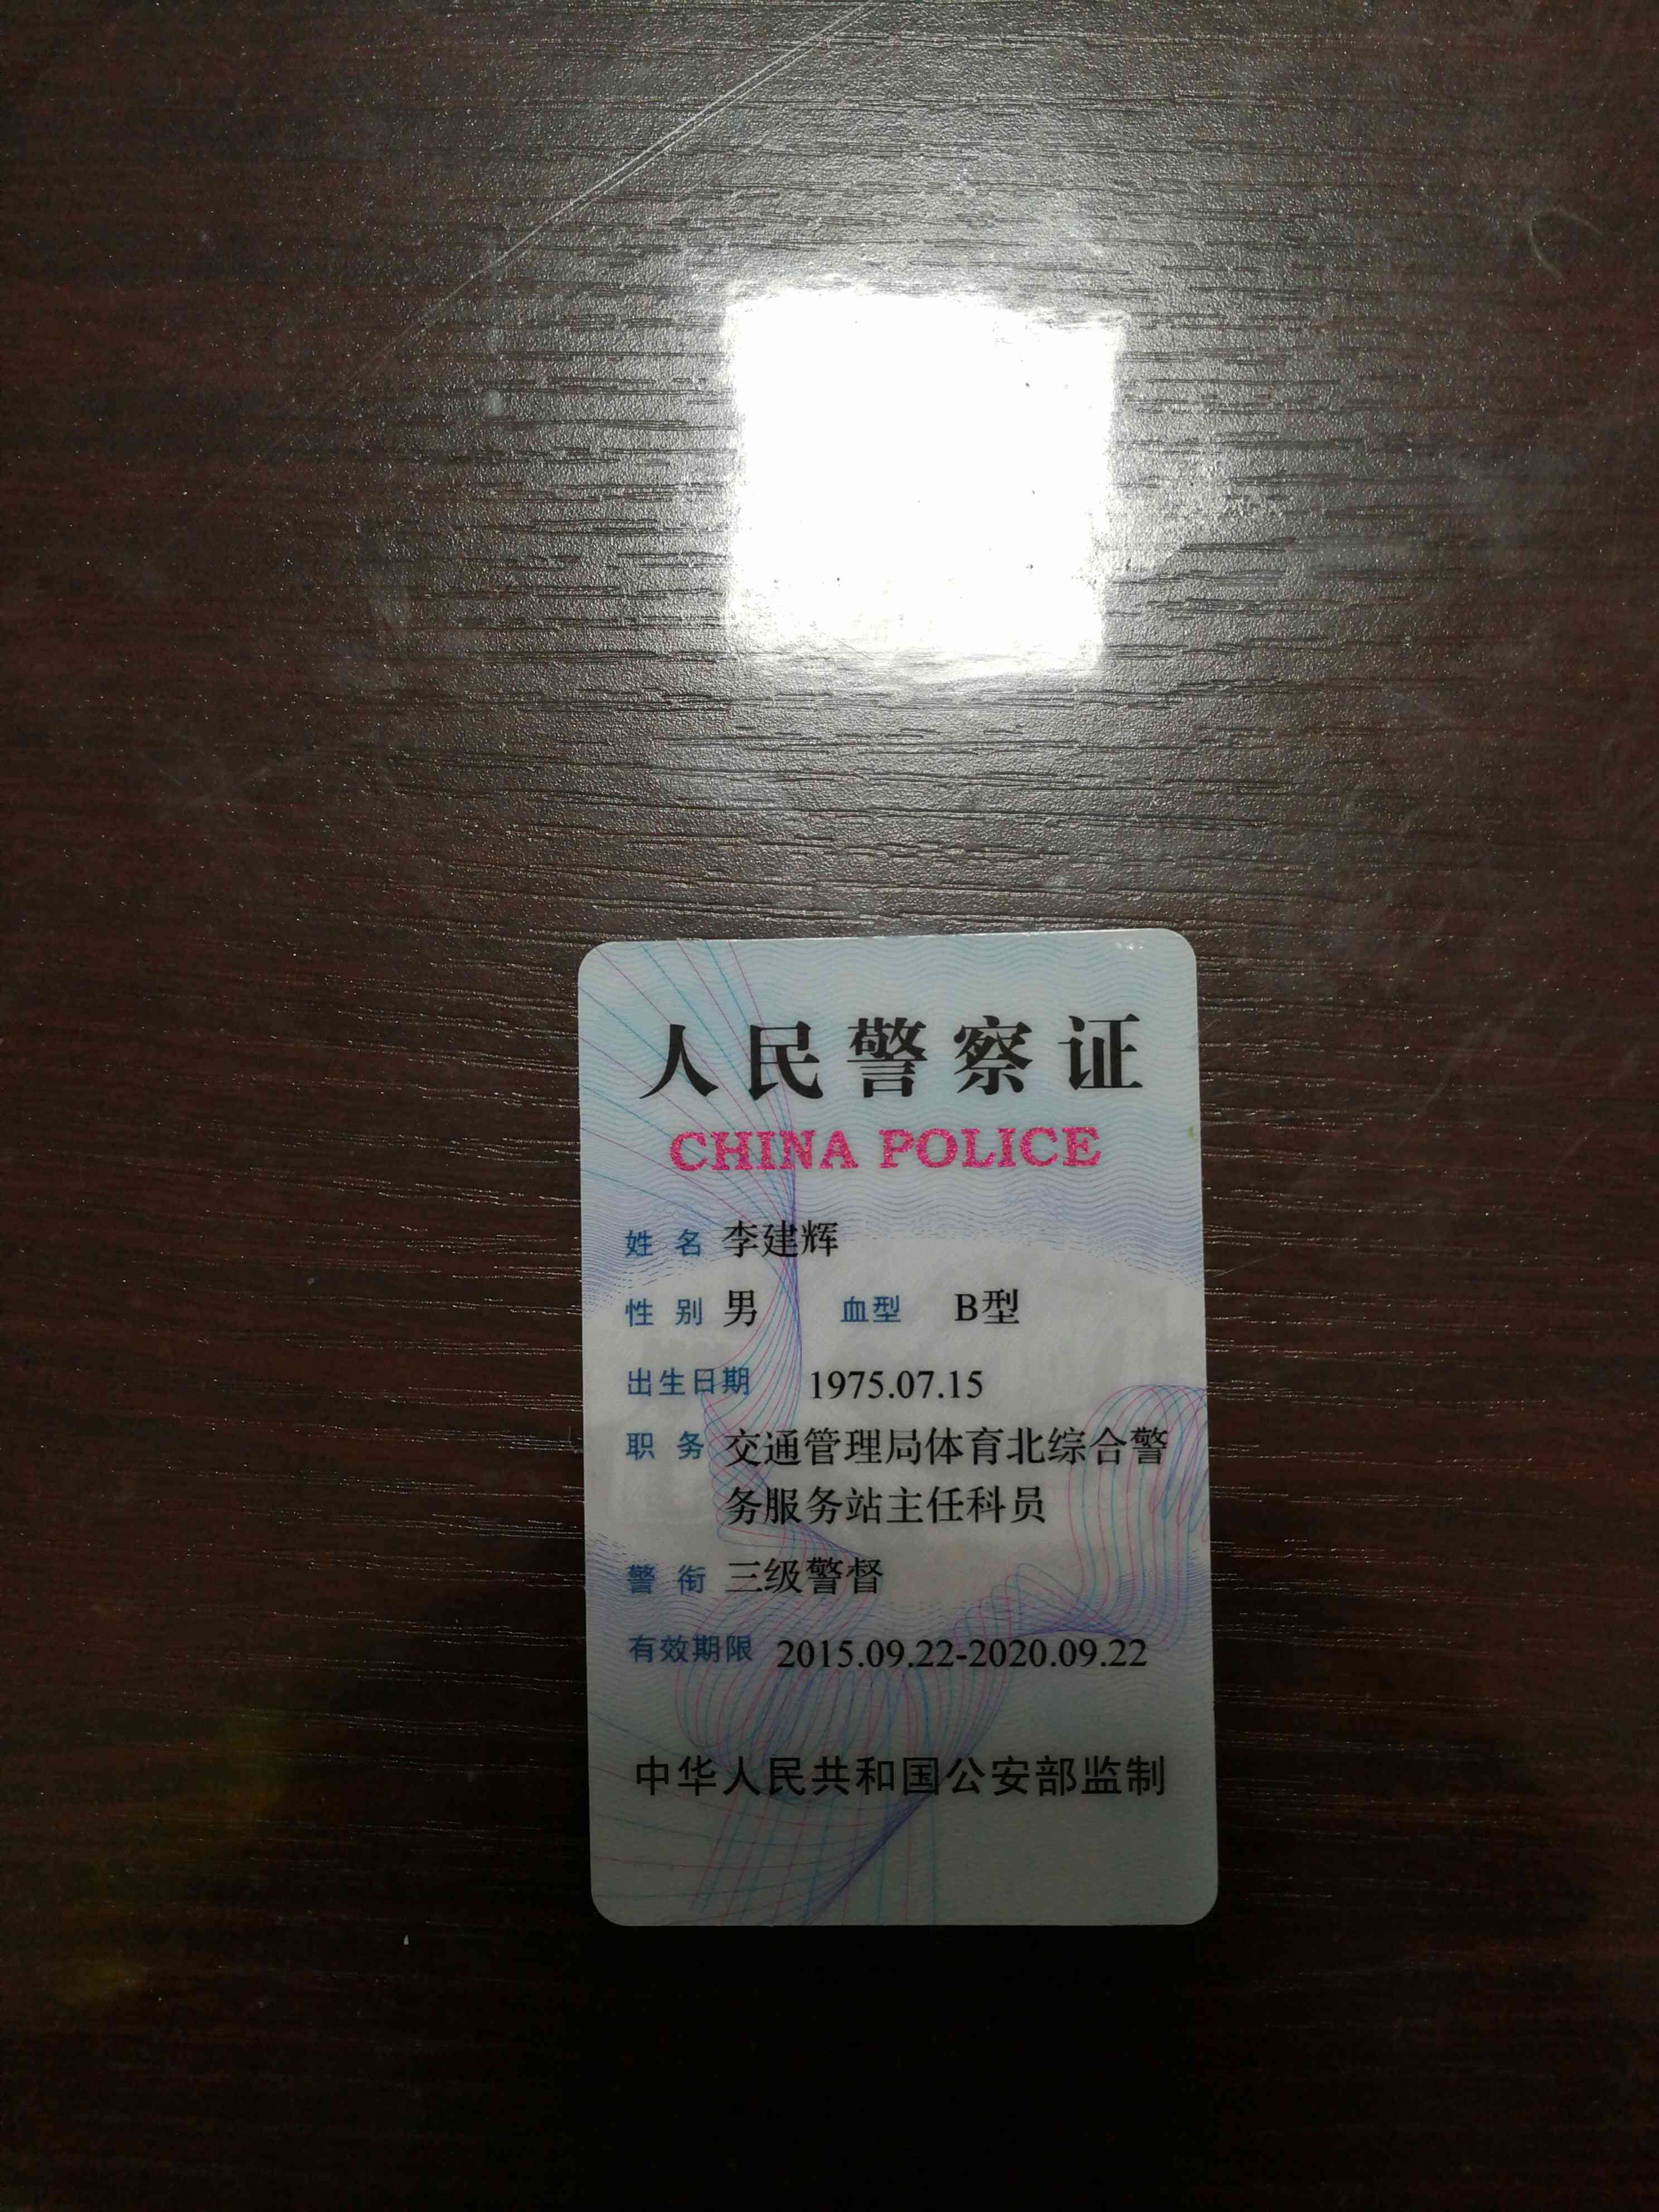 人民警察证
CHINA POLICE
姓 名 李建辉
性 别 男 血型 B型
出生日期 1975.07.15
职 务 交通管理局体育北综合警
务服务站主任科员
警 衔 三级警督
有效期限 2015.09.22-2020.09.22
中华人民共和国公安部监制